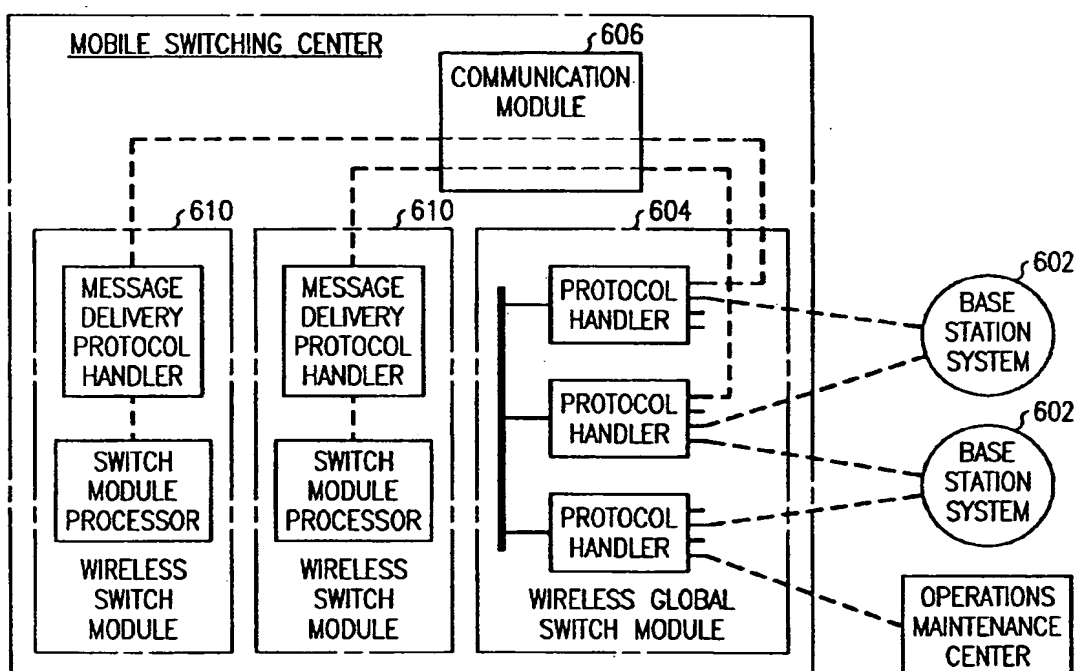 MOBILE SWITCHING CENTER
606
COMMUNICATION
MODULE
610
610
604
MESSAGE
DELIVERY
PROTOCOL
HANDLER
SWITCH
MODULE
PROCESSOR
WIRELESS
SWITCH
MODULE
MESSAGE
DELIVERY
PROTOCOL
HANDLER
SWITCH
MODULE
PROCESSOR
WIRELESS
SWITCH
MODULE
PROTOCOL
HANDLER
PROTOCOL
HANDLER
PROTOCOL
HANDLER
WIRELESS GLOBAL
SWITCH MODULE
602
BASE
STATION
SYSTEM
602
BASE
STATION
SYSTEM
OPERATIONS
MAINTENANCE
CENTER